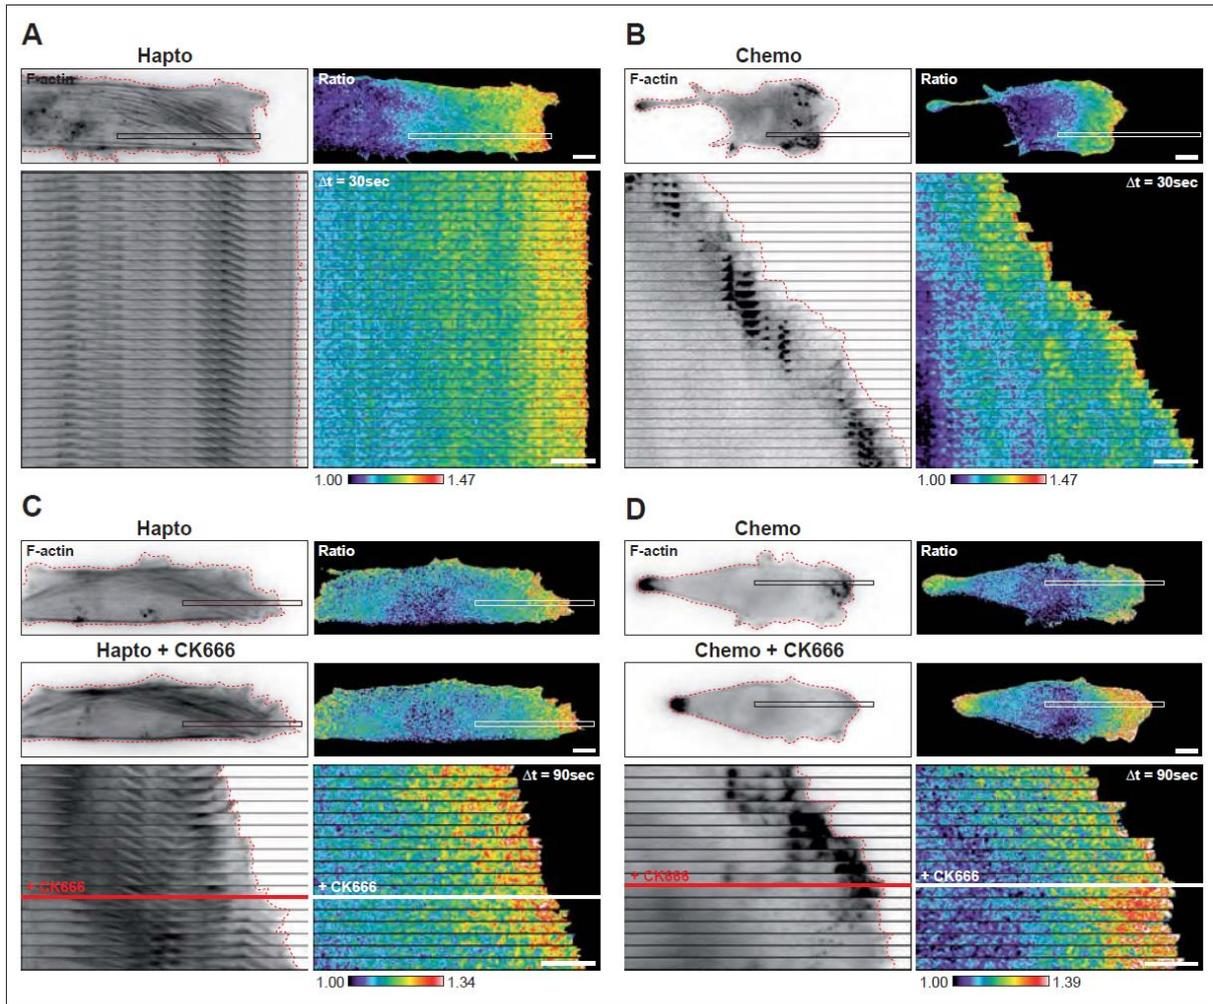 A
Hapto
F-actin
Ratio
Δt = 30sec
1.00 1.47
B
Chemo
F-actin
Ratio
Δt = 30sec
1.00 1.47
C
Hapto
F-actin
Ratio
Hapto + CK666
Δt = 90sec
+ CK666
+ CK666
1.00 1.34
D
Chemo
F-actin
Ratio
Chemo + CK666
Δt = 90sec
+ CK666
+ CK666
1.00 1.39